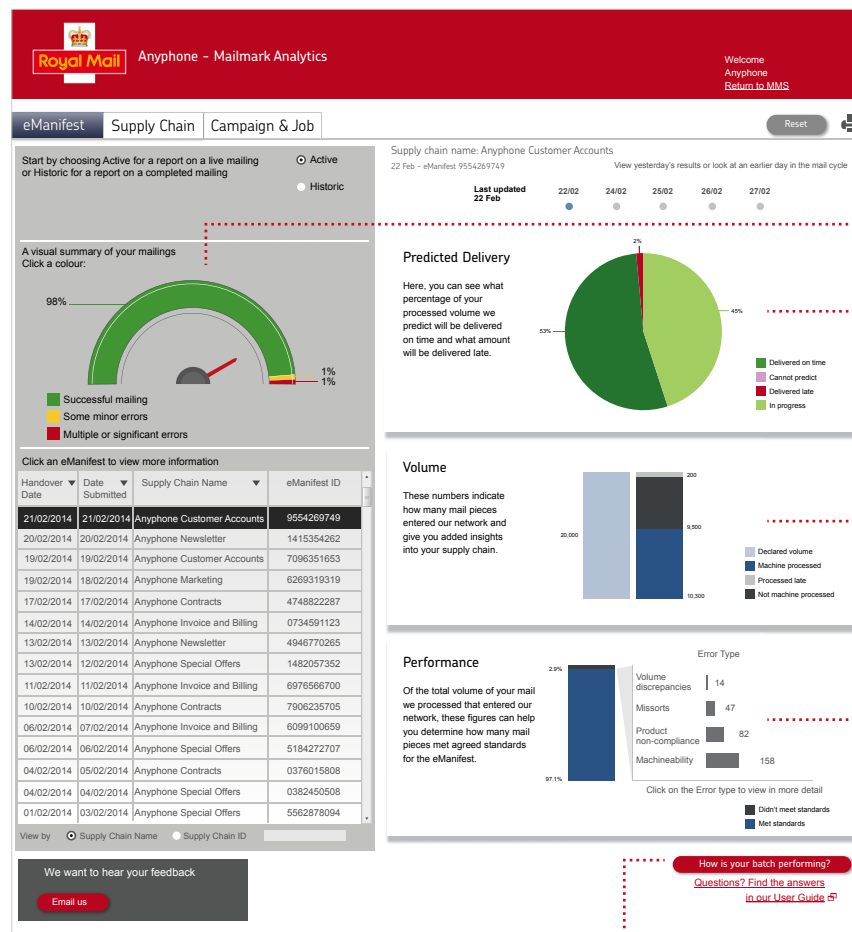 Royal Mail
Anyphone - Mailmark Analytics
Welcome
Anyphone
Return to MMS
eManifest
Supply Chain
Campaign & Job
Reset
Start by choosing Active for a report on a live mailing
or Historic for a report on a completed mailing
Active
Historic
Supply chain name: Anyphone Customer Accounts
22 Feb - eManifest 9554269749
View yesterday's results or look at an earlier day in the mail cycle
Last updated
22 Feb
22/02 24/02 25/02 26/02 27/02
A visual summary of your mailings
Click a colour:
98%
1%
1%
Successful mailing
Some minor errors
Multiple or significant errors
Predicted Delivery
Here, you can see what
percentage of your
processed volume we
predict will be delivered
on time and what amount
will be delivered late.
2%
45%
53%
Delivered on time
Cannot predict
Delivered late
In progress
Click an eManifest to view more information
Handover Date Date Submitted Supply Chain Name eManifest ID
21/02/2014 21/02/2014 Anyphone Customer Accounts 9554269749
20/02/2014 20/02/2014 Anyphone Newsletter 1415354262
19/02/2014 19/02/2014 Anyphone Customer Accounts 7096351653
19/02/2014 18/02/2014 Anyphone Marketing 6269319319
17/02/2014 17/02/2014 Anyphone Contracts 4748822287
14/02/2014 14/02/2014 Anyphone Invoice and Billing 0734591123
13/02/2014 13/02/2014 Anyphone Newsletter 4946770265
13/02/2014 12/02/2014 Anyphone Special Offers 1482057352
11/02/2014 11/02/2014 Anyphone Invoice and Billing 6976566700
10/02/2014 10/02/2014 Anyphone Contracts 7906235705
06/02/2014 07/02/2014 Anyphone Invoice and Billing 6099100659
06/02/2014 06/02/2014 Anyphone Special Offers 5184272707
04/02/2014 05/02/2014 Anyphone Contracts 0376015808
04/02/2014 04/02/2014 Anyphone Special Offers 0382450508
01/02/2014 03/02/2014 Anyphone Special Offers 5562878094
View by Supply Chain Name Supply Chain ID
Volume
These numbers indicate
how many mail pieces
entered our network and
give you added insights
into your supply chain.
20,000
200
9,500
10,300
Declared volume
Machine processed
Processed late
Not machine processed
Performance
Of the total volume of your mail
we processed that entered our
network, these figures can help
you determine how many mail
pieces met agreed standards
for the eManifest.
2.9%
97.1%
Error Type
Volume
discrepancies 14
Missorts 47
Product
non-compliance 82
Machineability 158
Click on the Error type to view in more detail
Didn't meet standards
Met standards
We want to hear your feedback
Email us
How is your batch performing?
Questions? Find the answers
in our User Guide